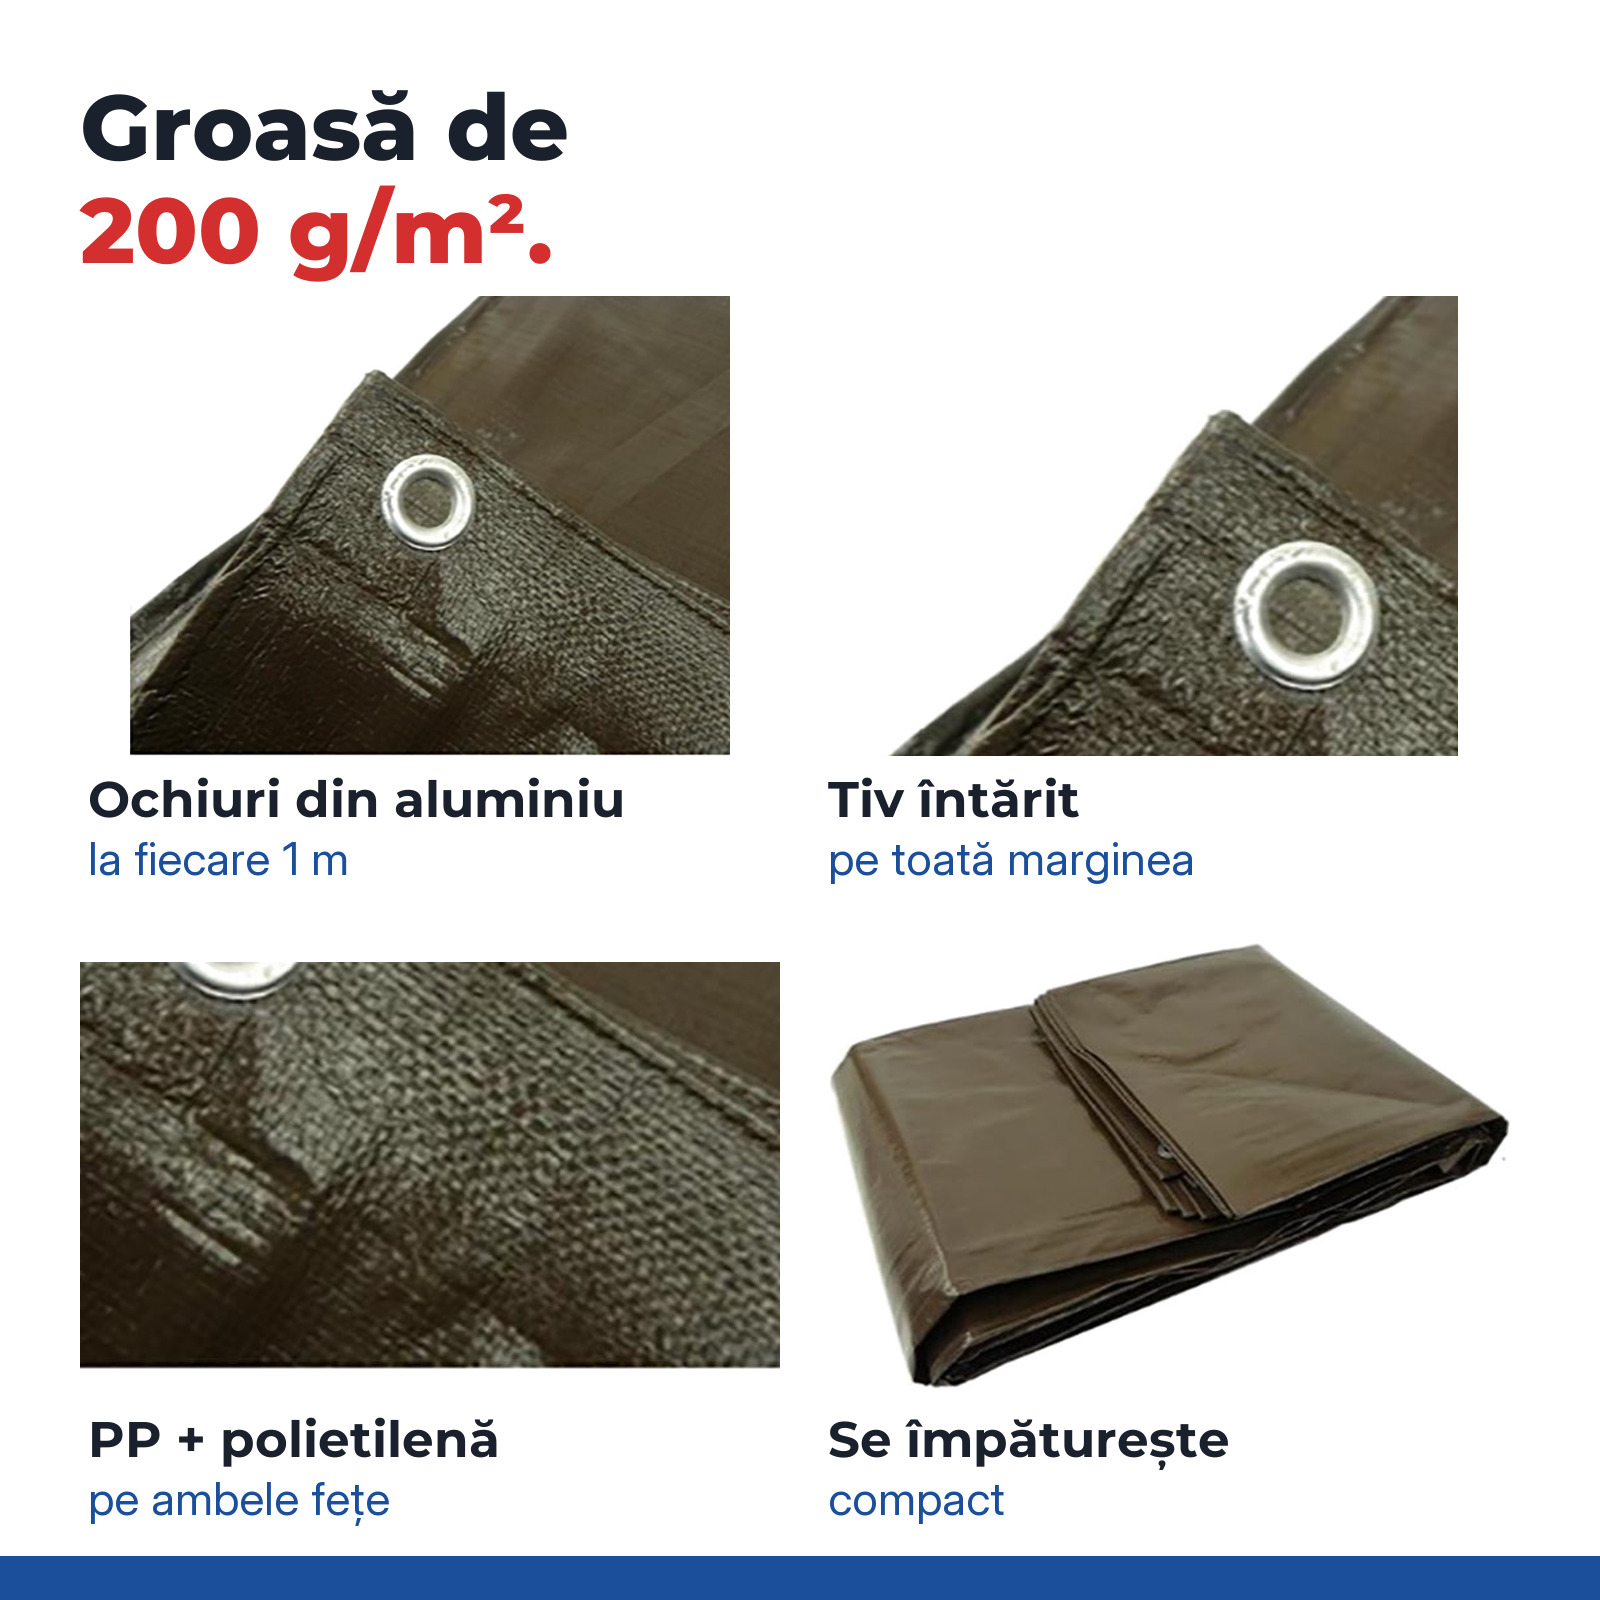 Groasă de
200 g/m².
Ochiuri din aluminiu
la fiecare 1 m
Tiv întărit
pe toată marginea
PP + polietilenă
pe ambele fețe
Se împăturește
compact